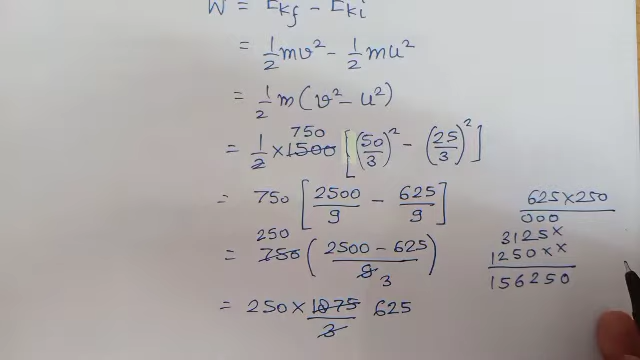 W = Ekf - Eki
= 1/2 mv² - 1/2 mu²
= 1/2 m (v² - u²)
750
= 1/2 × 1500 [(50/3)² - (25/3)²]
= 750 [2500/9 - 625/9]
250
= 750 (2500 - 625 / 9) 3
= 250 × 1875/3 625
625×250
000
3125×
1250××
156250